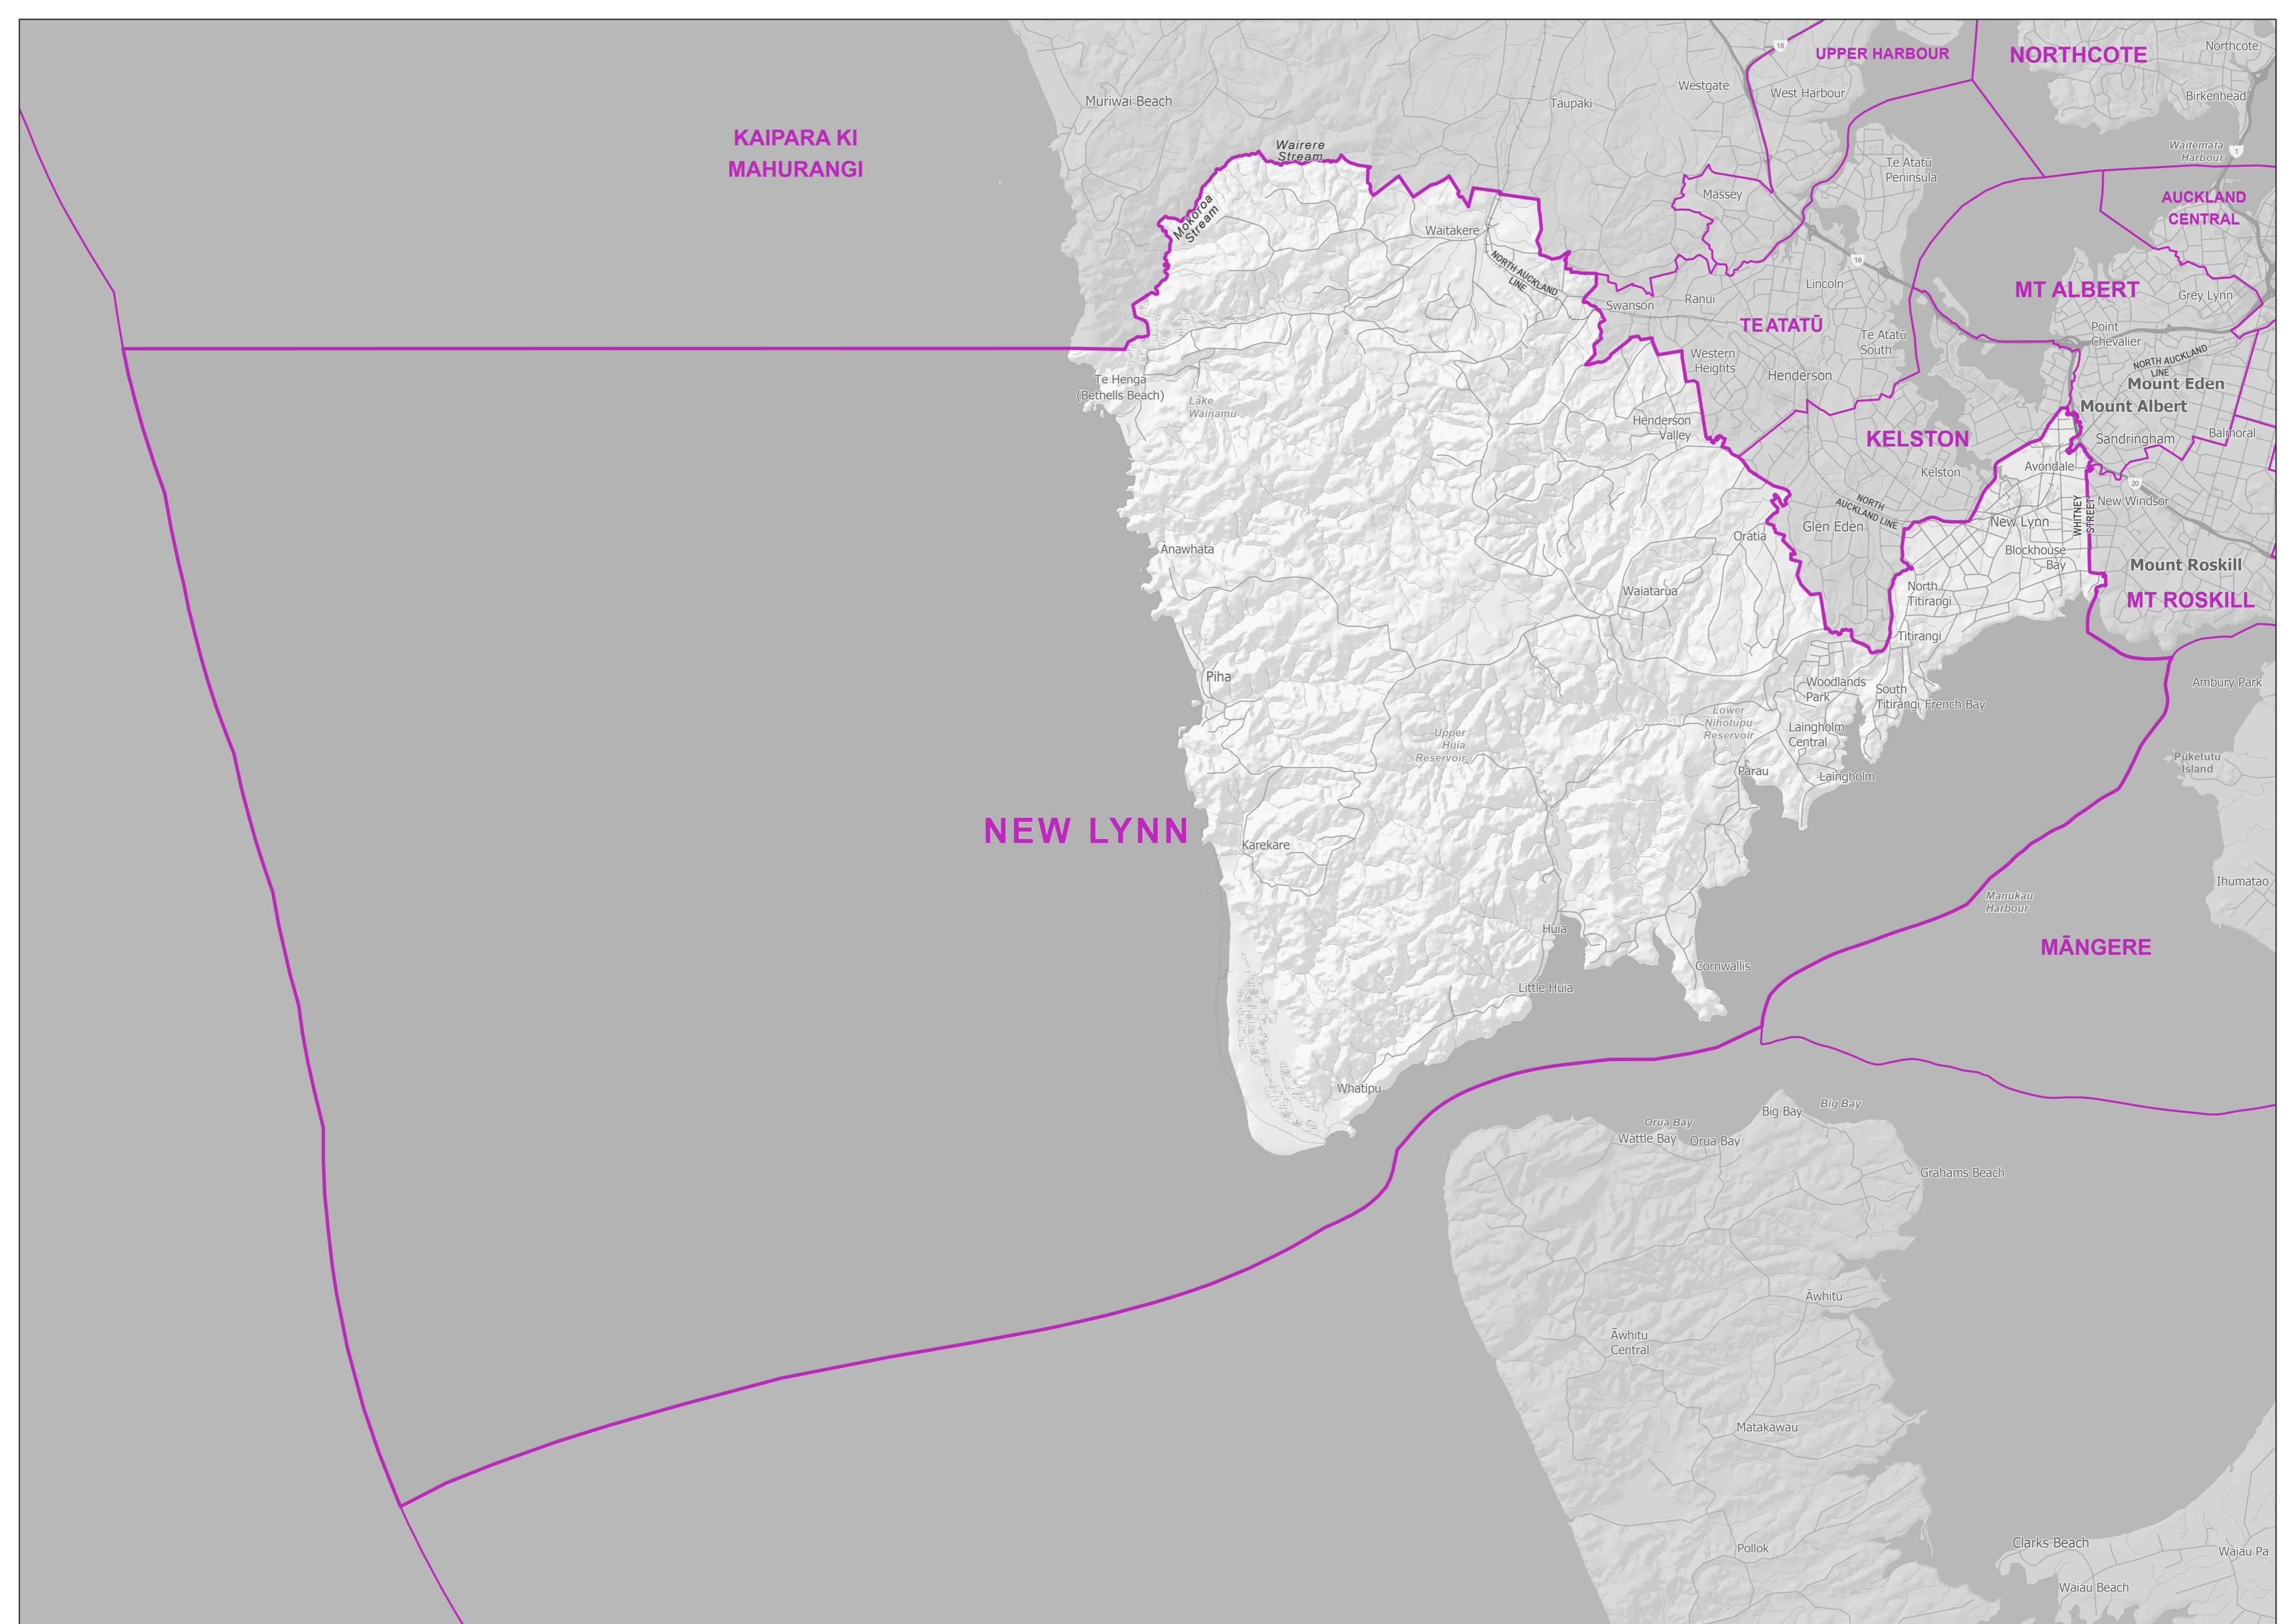 UPPER HARBOUR
NORTHCOTE
Northcote
18
Westgate
West Harbour
Birkenhead
Muriwai Beach
Taupaki
KAIPARA KI
MAHURANGI
Wairere
Stream
Waitemata
Harbour
1
Te Atatū
Peninsula
Massey
AUCKLAND
CENTRAL
Mokoroa
Stream
Waitakere
NORTH AUCKLAND
LINE
16
Lincoln
MT ALBERT
Grey Lynn
Swanson
Ranui
TE ATATŪ
Te Atatū
South
Point
Chevalier
NORTH AUCKLAND
LINE
Western
Heights
Henderson
Mount Eden
Te Henga
(Bethells Beach)
Lake
Wainamu
Mount Albert
Henderson
Valley
KELSTON
Sandringham
Balmoral
Kelston
Avondale
20
New Windsor
NORTH
AUCKLAND LINE
WHITNEY
STREET
Glen Eden
New Lynn
Oratia
Anawhata
Blockhouse
Bay
Mount Roskill
Waiatarua
North
Titirangi
MT ROSKILL
Titirangi
Piha
Woodlands
Park
South
Titirangi
French Bay
Ambury Park
Lower
Nihotupu
Reservoir
Laingholm
Central
Upper
Huia
Reservoir
Puketutu
Island
Parau
Laingholm
NEW LYNN
Karekare
Ihumatao
Manukau
Harbour
Huia
MĀNGERE
Cornwallis
Little Huia
Whatipu
Big Bay
Big Bay
Orua Bay
Wattle Bay
Orua Bay
Grahams Beach
Āwhitu
Āwhitu
Central
Matakawau
Pollok
Clarks Beach
Waiau Pa
Waiau Beach